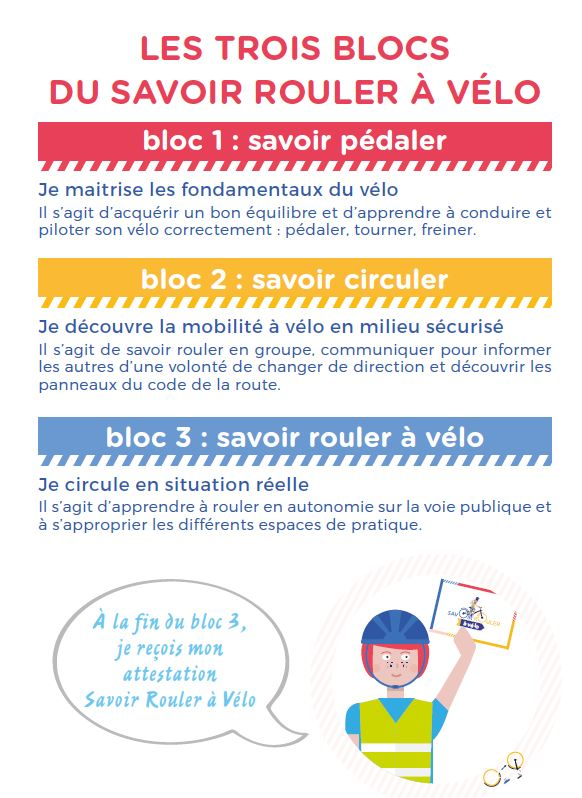 LES TROIS BLOCS
DU SAVOIR ROULER À VÉLO
bloc 1 : savoir pédaler
Je maitrise les fondamentaux du vélo
Il s'agit d'acquérir un bon équilibre et d'apprendre à conduire et
piloter son vélo correctement : pédaler, tourner, freiner.
bloc 2 : savoir circuler
Je découvre la mobilité à vélo en milieu sécurisé
Il s'agit de savoir rouler en groupe, communiquer pour informer
les autres d'une volonté de changer de direction et découvrir les
panneaux du code de la route.
bloc 3 : savoir rouler à vélo
Je circule en situation réelle
Il s'agit d'apprendre à rouler en autonomie sur la voie publique et
à s'approprier les différents espaces de pratique.
À la fin du bloc 3,
je reçois mon
attestation
Savoir Rouler à Vélo
ROULER
à vélo